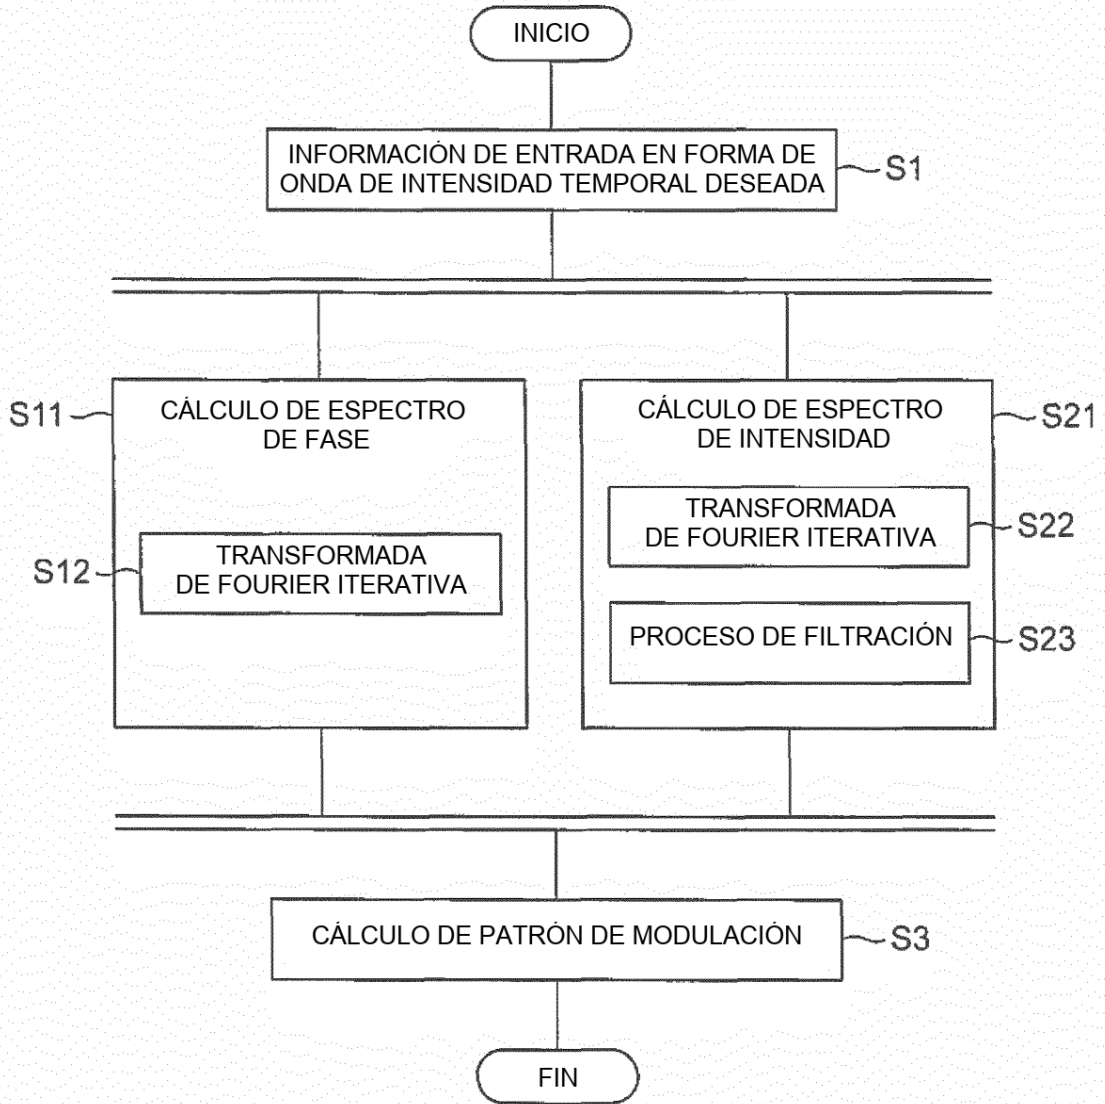 INICIO
INFORMACIÓN DE ENTRADA EN FORMA DE
ONDA DE INTENSIDAD TEMPORAL DESEADA
S1
S11
CÁLCULO DE ESPECTRO
DE FASE
S12
TRANSFORMADA
DE FOURIER ITERATIVA
CÁLCULO DE ESPECTRO
DE INTENSIDAD
S21
TRANSFORMADA
DE FOURIER ITERATIVA
S22
PROCESO DE FILTRACIÓN
S23
CÁLCULO DE PATRÓN DE MODULACIÓN
S3
FIN